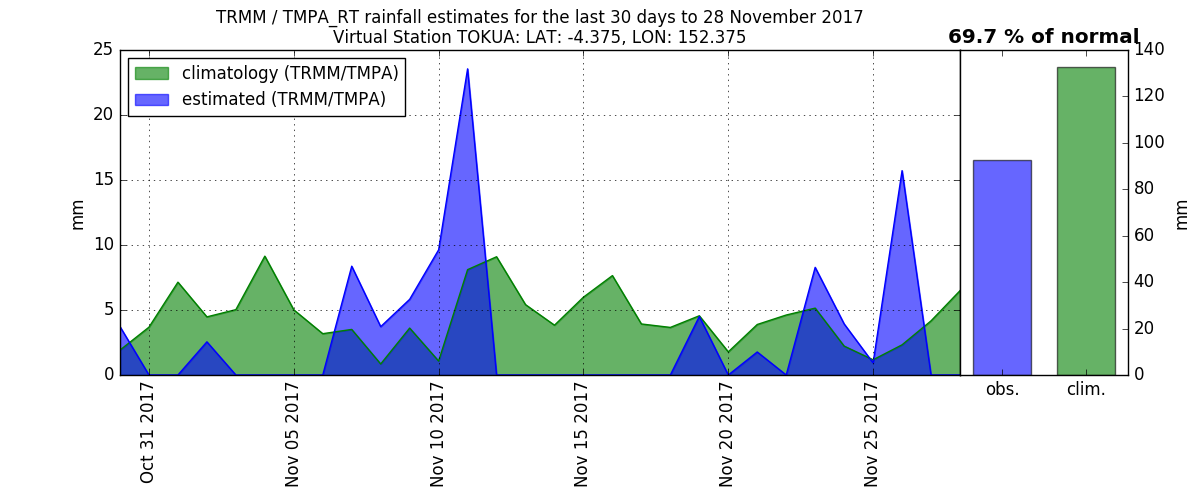 TRMM / TMPA_RT rainfall estimates for the last 30 days to 28 November 2017
Virtual Station TOKUA: LAT: -4.375, LON: 152.375
69.7 % of normal
climatology (TRMM/TMPA)
estimated (TRMM/TMPA)
25
20
15
10
5
0
mm
Oct 31 2017
Nov 05 2017
Nov 10 2017
Nov 15 2017
Nov 20 2017
Nov 25 2017
obs.
clim.
140
120
100
80
60
40
20
0
mm